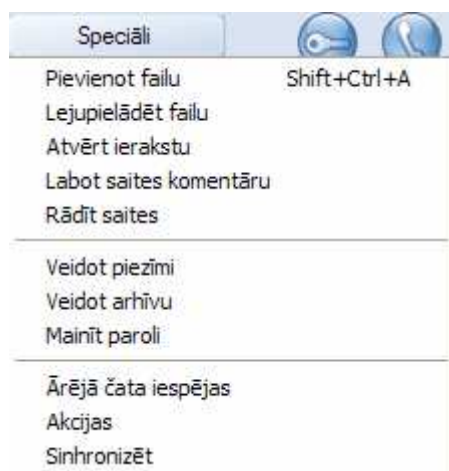 Speciāli
Pievienot failu Shift+Ctrl+A
Lejupielādēt failu
Atvērt ierakstu
Labot saites komentāru
Rādīt saites
Veidot piezīmi
Veidot arhīvu
Mainīt paroli
Ārējā čata iespējas
Akcijas
Sinhronizēt